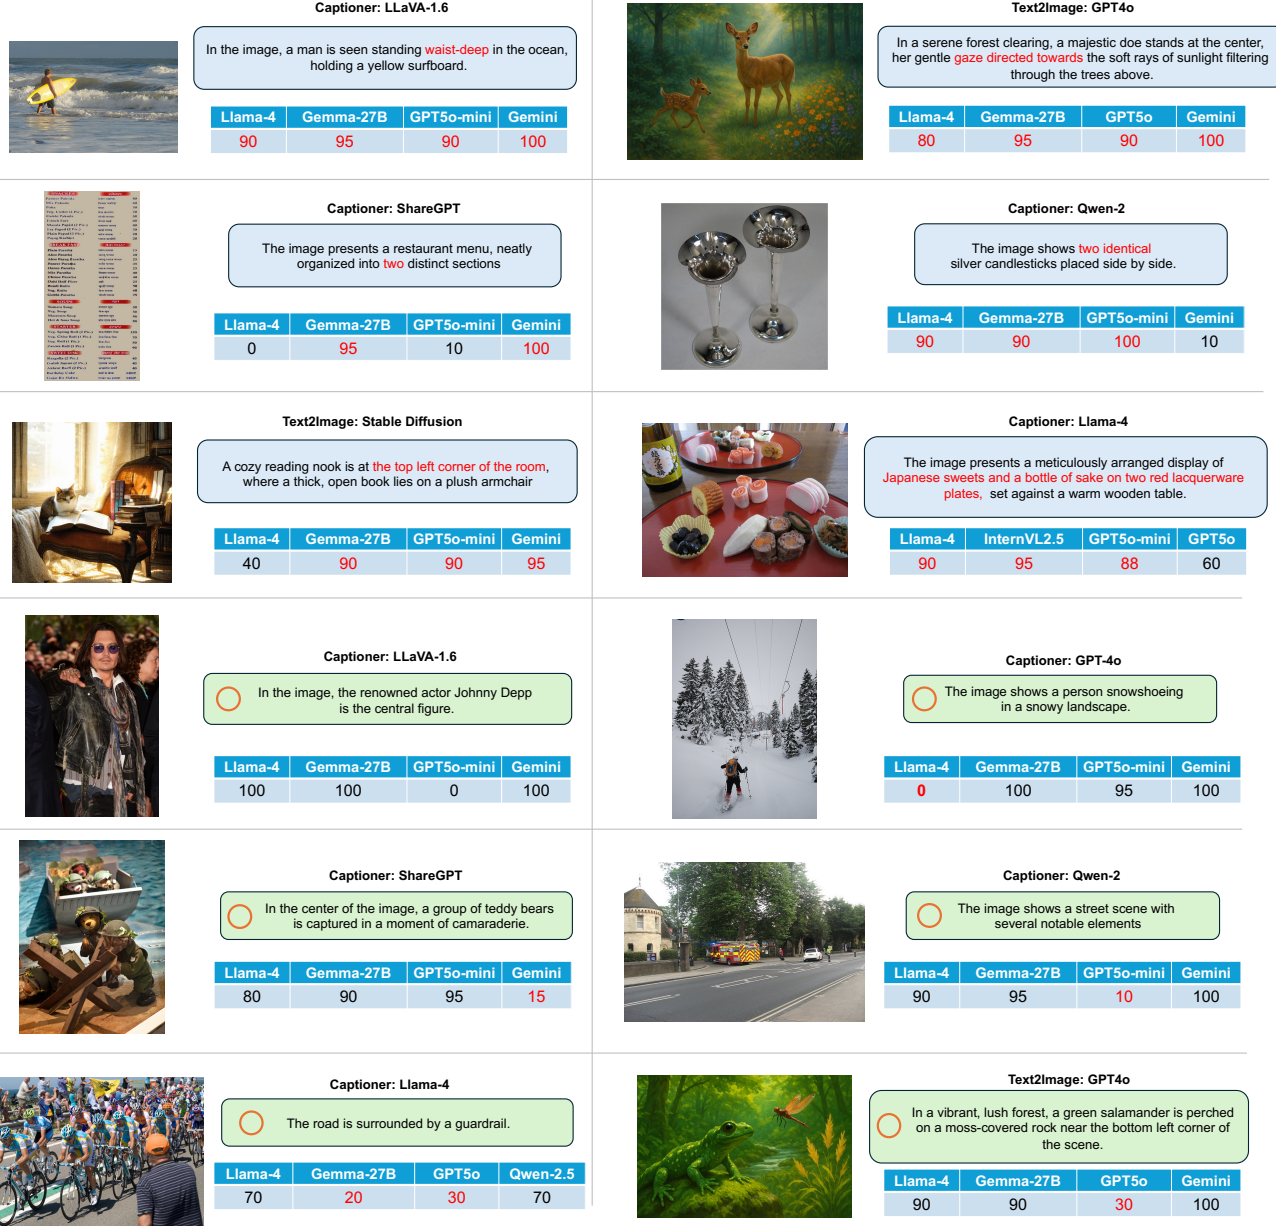 Captioner: LLaVA-1.6
In the image, a man is seen standing waist-deep in the ocean,
holding a yellow surfboard.
Llama-4 Gemma-27B GPT5o-mini Gemini
90 95 90 100
Text2Image: GPT4o
In a serene forest clearing, a majestic doe stands at the center,
her gentle gaze directed towards the soft rays of sunlight filtering
through the trees above.
Llama-4 Gemma-27B GPT5o Gemini
80 95 90 100
Captioner: ShareGPT
The image presents a restaurant menu, neatly
organized into two distinct sections
Llama-4 Gemma-27B GPT5o-mini Gemini
0 95 10 100
Captioner: Qwen-2
The image shows two identical
silver candlesticks placed side by side.
Llama-4 Gemma-27B GPT5o-mini Gemini
90 90 100 10
Text2Image: Stable Diffusion
A cozy reading nook is at the top left corner of the room,
where a thick, open book lies on a plush armchair
Llama-4 Gemma-27B GPT5o-mini Gemini
40 90 90 95
Captioner: Llama-4
The image presents a meticulously arranged display of
Japanese sweets and a bottle of sake on two red lacquerware
plates, set against a warm wooden table.
Llama-4 InternVL2.5 GPT5o-mini GPT5o
90 95 88 60
Captioner: LLaVA-1.6
In the image, the renowned actor Johnny Depp
is the central figure.
Llama-4 Gemma-27B GPT5o-mini Gemini
100 100 0 100
Captioner: GPT-4o
The image shows a person snowshoeing
in a snowy landscape.
Llama-4 Gemma-27B GPT5o-mini Gemini
0 100 95 100
Captioner: ShareGPT
In the center of the image, a group of teddy bears
is captured in a moment of camaraderie.
Llama-4 Gemma-27B GPT5o-mini Gemini
80 90 95 15
Captioner: Qwen-2
The image shows a street scene with
several notable elements
Llama-4 Gemma-27B GPT5o-mini Gemini
90 95 10 100
Captioner: Llama-4
The road is surrounded by a guardrail.
Llama-4 Gemma-27B GPT5o Qwen-2.5
70 20 30 70
Text2Image: GPT4o
In a vibrant, lush forest, a green salamander is perched
on a moss-covered rock near the bottom left corner of
the scene.
Llama-4 Gemma-27B GPT5o Gemini
90 90 30 100